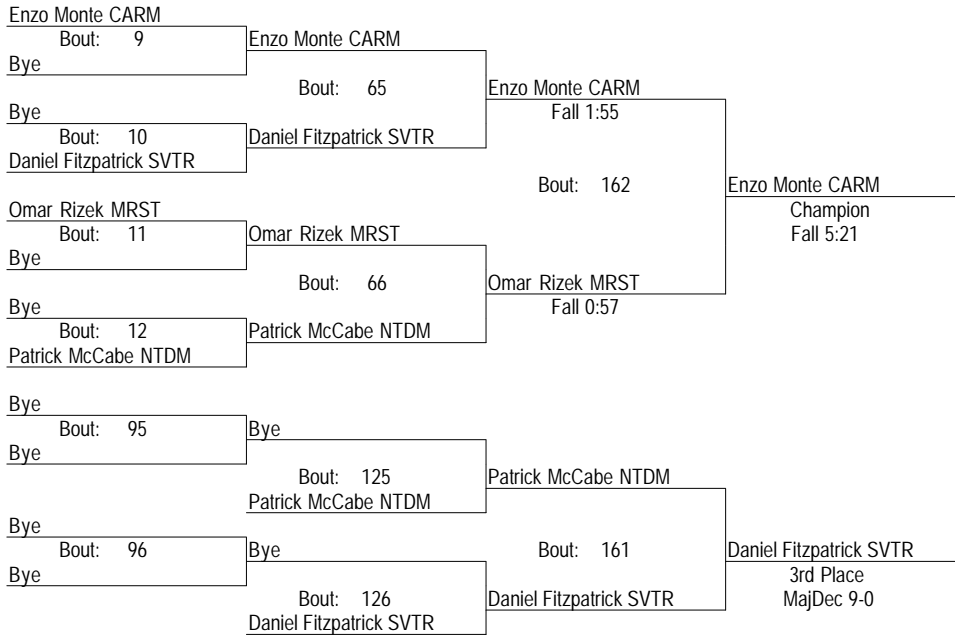 Enzo Monte CARM
Bout: 9
Enzo Monte CARM
Bye
Bout: 65
Enzo Monte CARM
Bye
Fall 1:55
Bout: 10
Daniel Fitzpatrick SVTR
Daniel Fitzpatrick SVTR
Bout: 162
Enzo Monte CARM
Omar Rizek MRST
Champion
Bout: 11
Omar Rizek MRST
Fall 5:21
Bye
Bout: 66
Omar Rizek MRST
Bye
Fall 0:57
Bout: 12
Patrick McCabe NTDM
Patrick McCabe NTDM
Bye
Bout: 95
Bye
Bye
Bout: 125
Patrick McCabe NTDM
Patrick McCabe NTDM
Bye
Bout: 96
Bye
Bout: 161
Daniel Fitzpatrick SVTR
Bye
3rd Place
Bout: 126
Daniel Fitzpatrick SVTR
MajDec 9-0
Daniel Fitzpatrick SVTR